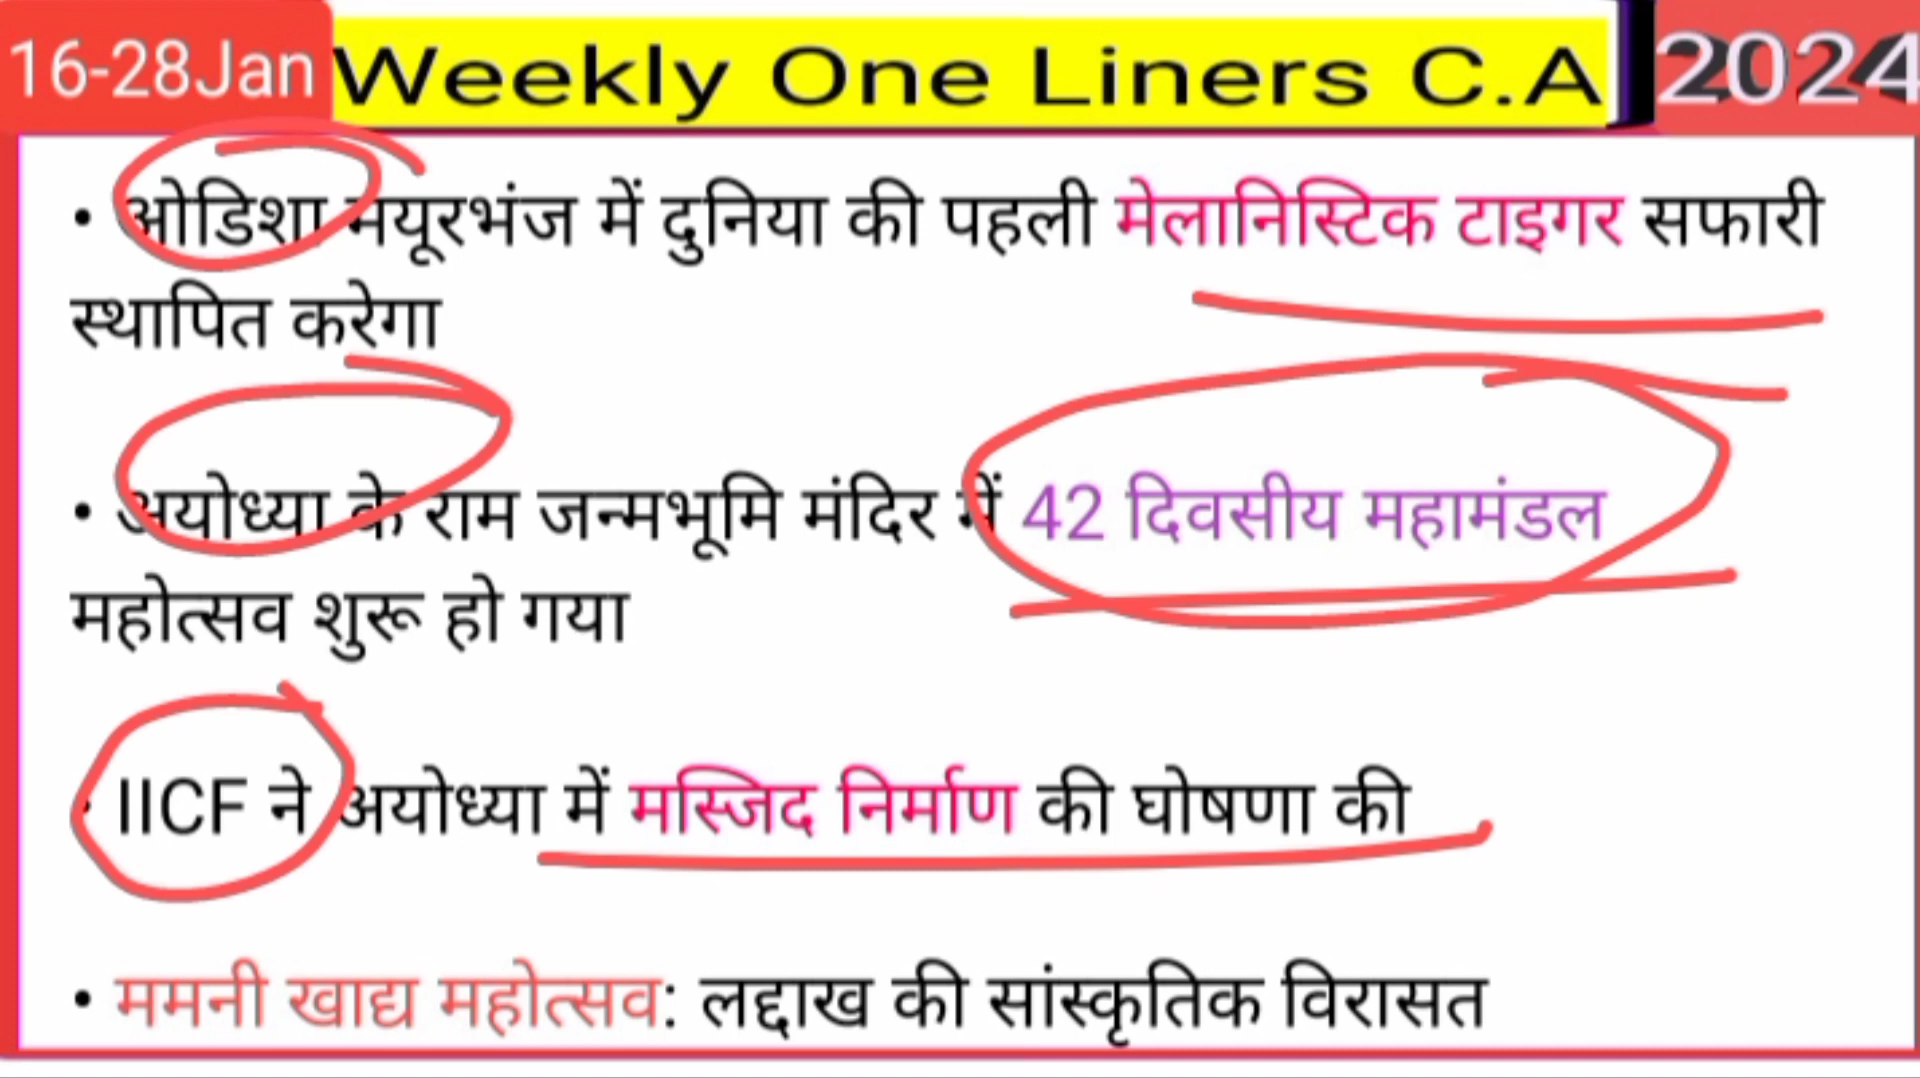 16-28Jan Weekly One Liners C.A 2024
• ओडिशा मयूरभंज में दुनिया की पहली मेलानिस्टिक टाइगर सफारी
स्थापित करेगा
• अयोध्या के राम जन्मभूमि मंदिर में 42 दिवसीय महामंडल
महोत्सव शुरू हो गया
• IICF ने अयोध्या में मस्जिद निर्माण की घोषणा की
• ममनी खाद्य महोत्सव: लद्दाख की सांस्कृतिक विरासत